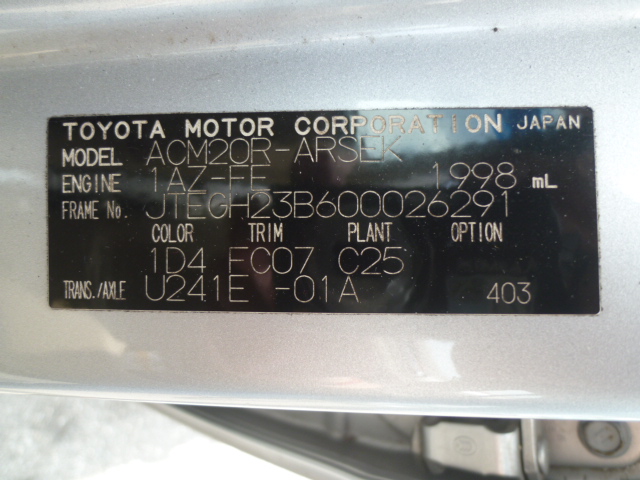 TOYOTA MOTOR CORPORATION JAPAN
MODEL ACM20R-ARSEK
ENGINE 1AZ-FE 1998 mL
FRAME No. JTEGH23B600026291
COLOR TRIM PLANT OPTION
1D4 FC07 C25
TRANS./AXLE U241E -01A 403